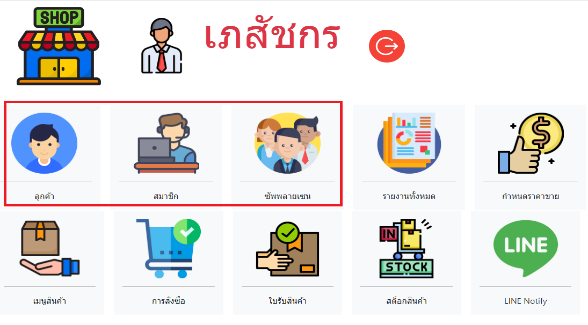 SHOP
เภสัชกร
ลูกค้า
สมาชิก
ซัพพลายเชน
รายงานทั้งหมด
กำหนดราคาขาย
เมนูสินค้า
การสั่งซื้อ
ใบรับสินค้า
IN
STOCK
สต็อกสินค้า
LINE
LINE Notify